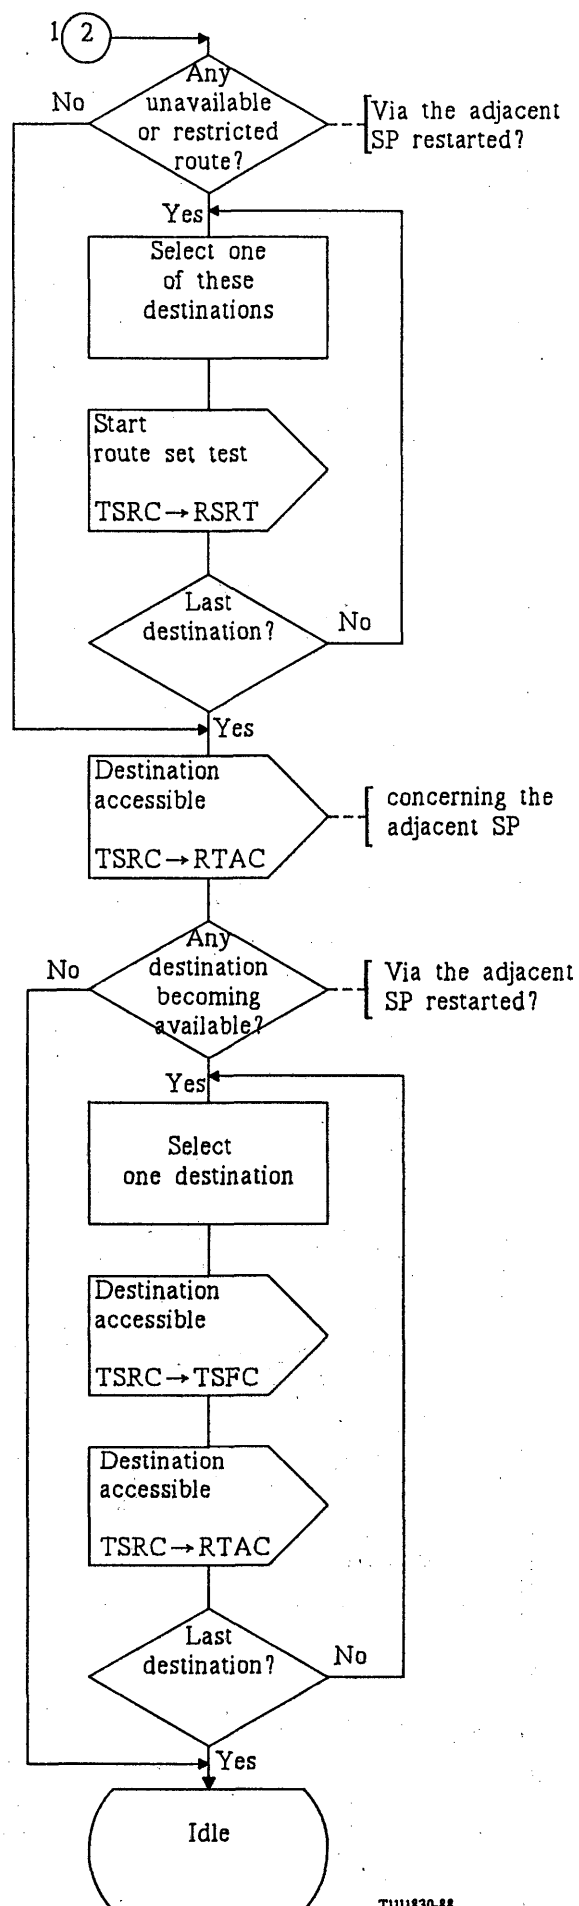 1 2
Any
unavailable
or restricted
route?
No
Via the adjacent
SP restarted?
Yes
Select one
of these
destinations
Start
route set test
TSRC→RSRT
Last
destination?
No
Yes
Destination
accessible
TSRC→RTAC
concerning the
adjacent SP
Any
destination
becoming
available?
No
Via the adjacent
SP restarted?
Yes
Select
one destination
Destination
accessible
TSRC→TSFC
Destination
accessible
TSRC→RTAC
Last
destination?
No
Yes
Idle
T1111830-88